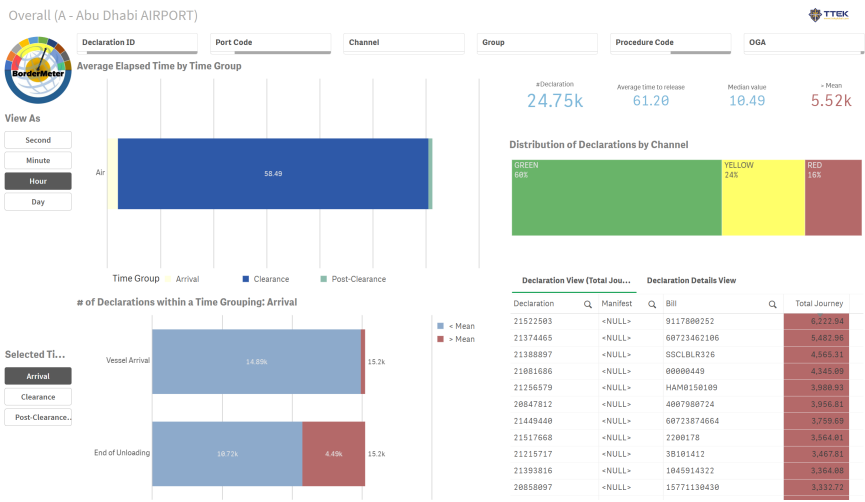 Overall (A - Abu Dhabi AIRPORT)
TTEK
BorderMeter
Declaration ID
Port Code
Channel
Group
Procedure Code
OGA
Average Elapsed Time by Time Group
Air
58.49
Time Group
Arrival
Clearance
Post-Clearance
View As
Second
Minute
Hour
Day
#Declaration
24.75k
Average time to release
61.20
Median value
10.49
> Mean
5.52k
Distribution of Declarations by Channel
GREEN
60%
YELLOW
24%
RED
16%
# of Declarations within a Time Grouping: Arrival
< Mean
> Mean
Vessel Arrival
14.89k
15.2k
End of Unloading
10.72k
4.49k
15.2k
Selected Ti...
Arrival
Clearance
Post-Clearance..
Declaration View (Total Jou...
Declaration Details View
Declaration Manifest Bill Total Journey
21522503 <NULL> 9117800252 6,222.94
21374465 <NULL> 60723462106 5,482.96
21388897 <NULL> SSCLBLR326 4,565.31
21081686 <NULL> 00000449 4,345.09
21256579 <NULL> HAM0150109 3,980.93
20847812 <NULL> 4007980724 3,956.81
21449440 <NULL> 60723874664 3,759.69
21517668 <NULL> 2200178 3,564.01
21215717 <NULL> 3B101412 3,467.81
21393816 <NULL> 1045914322 3,364.08
20858097 <NULL> 15771130430 3,332.72